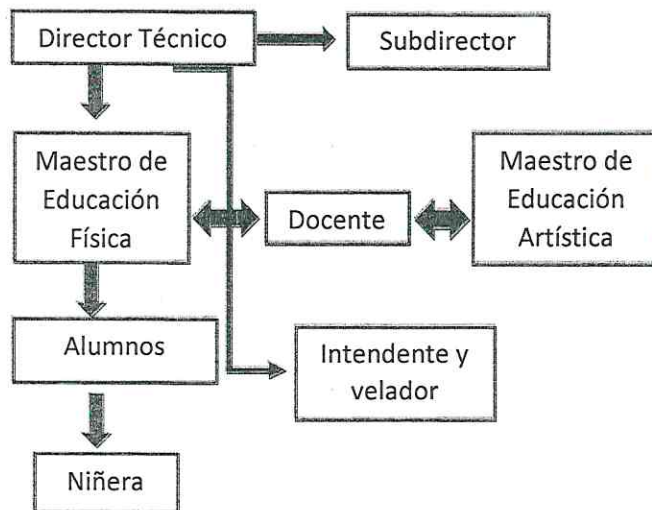 Director Técnico
Subdirector
Maestro de
Educación
Física
Docente
Maestro de
Educación
Artística
Alumnos
Intendente y
velador
Niñera